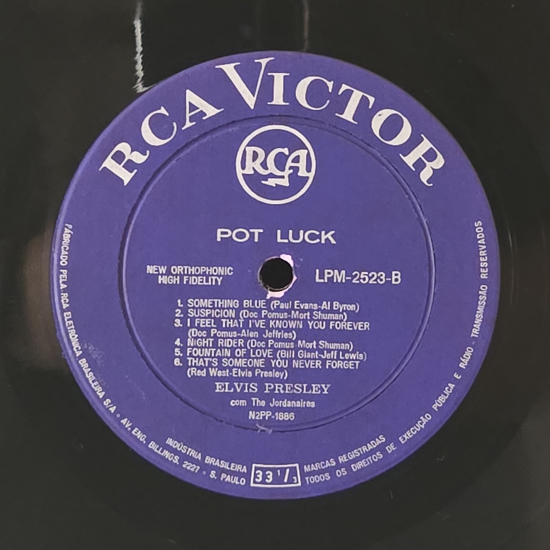 RCA VICTOR
RCA
POT LUCK
NEW ORTHOPHONIC
HIGH FIDELITY
LPM-2523-B
1. SOMETHING BLUE (Paul Evans-Al Byron)
2. SUSPICION (Doc Pomus-Mort Shuman)
3. I FEEL THAT I'VE KNOWN YOU FOREVER
(Doc Pomus-Alen Jeffries)
4. NIGHT RIDER (Doc Pomus Mort Shuman)
5. FOUNTAIN OF LOVE (Bill Giant-Jeff Lewis)
6. THAT'S SOMEONE YOU NEVER FORGET
(Red West-Elvis Presley)
ELVIS PRESLEY
com The Jordanaires
N2PP-1686
FABRICADO PELA RCA ELETRÔNICA BRASILEIRA S/A - AV. ENG. BILLINGS, 2227 - S. PAULO
INDÚSTRIA BRASILEIRA
33 1/3
MARCAS REGISTRADAS
TODOS OS DIREITOS DE EXECUÇÃO PÚBLICA E RÁDIO - TRANSMISSÃO RESERVADOS